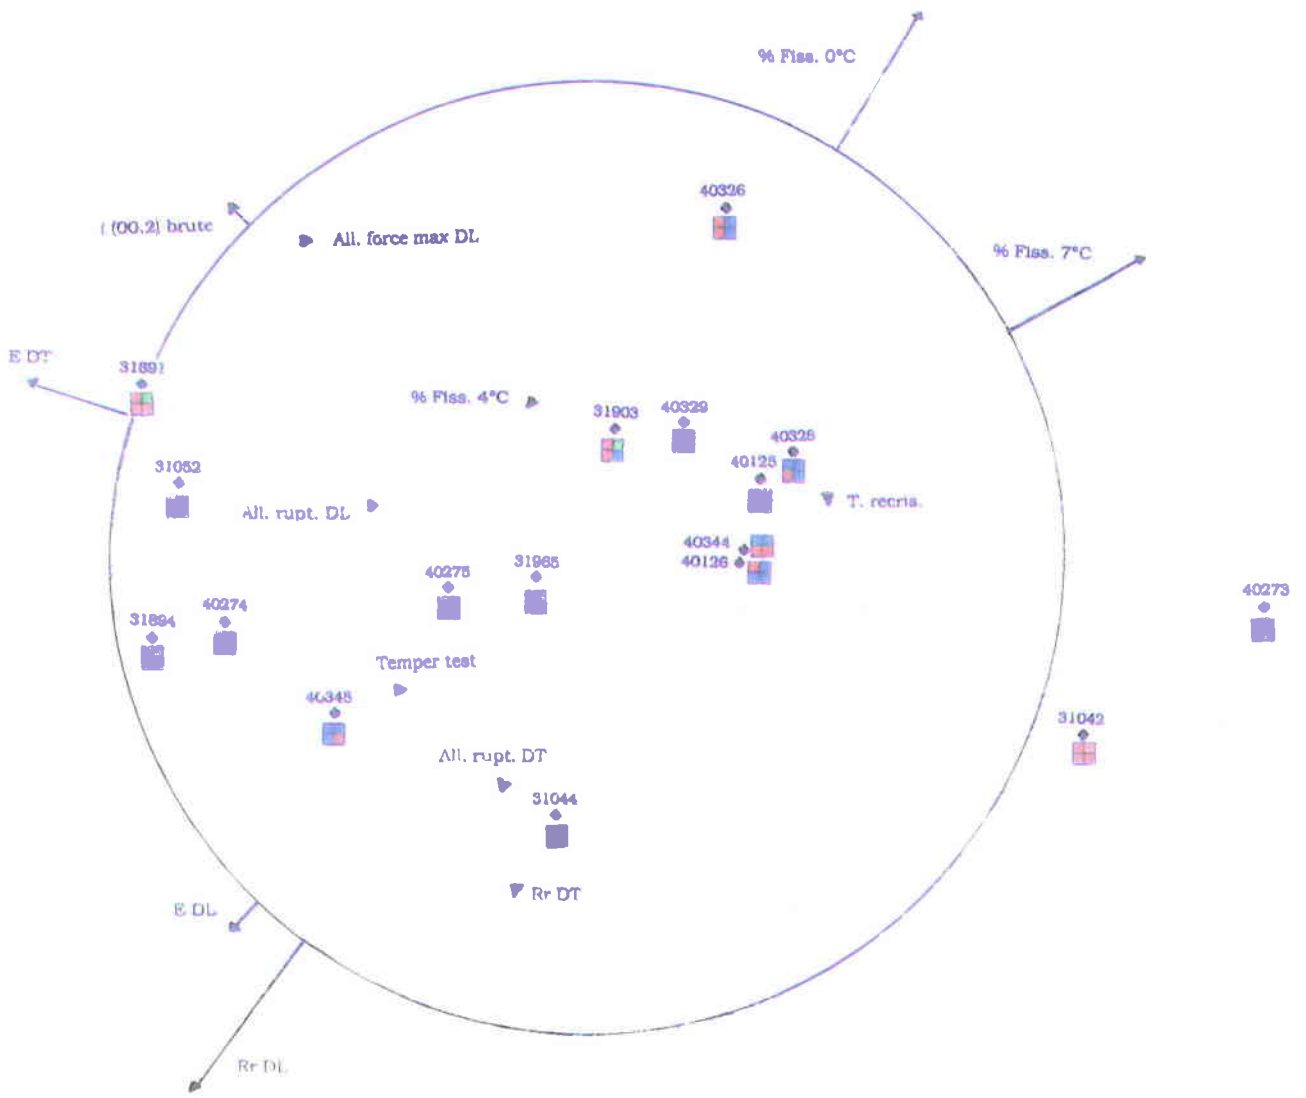 % Fiss. 0°C
40326
( (00.2) brute
All. force max DL
% Fiss. 7°C
E DT
31891
% Fiss. 4°C
31903
40329
40328
31052
40125
All. rupt. DL
T. recris.
40344
31965
40126
40275
40273
40274
31894
Temper test
40345
31042
All. rupt. DT
31044
Rr DT
E DL
Rr DL